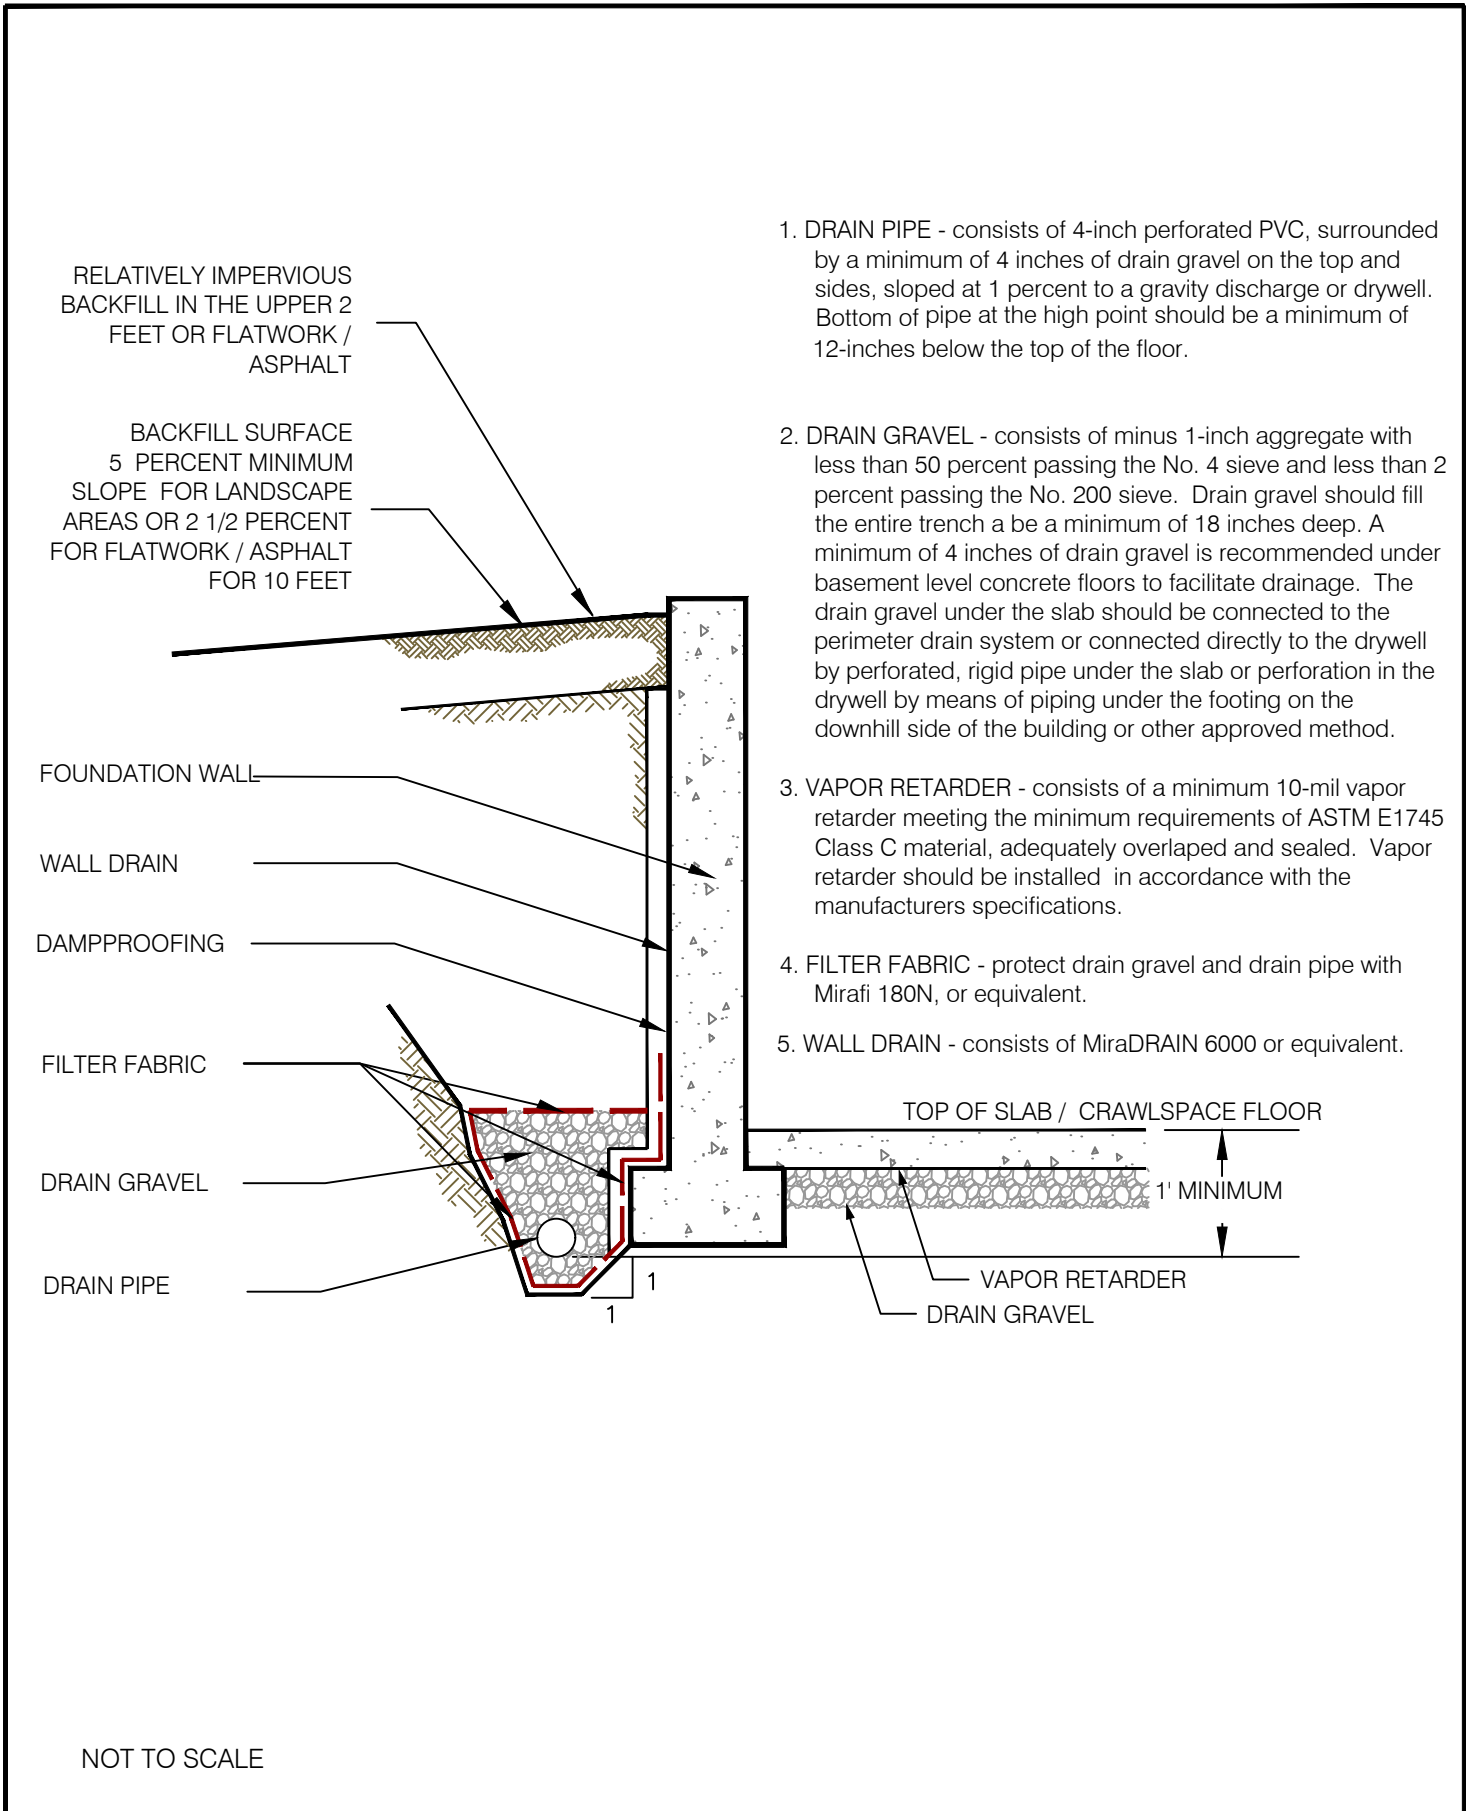 RELATIVELY IMPERVIOUS
BACKFILL IN THE UPPER 2
FEET OR FLATWORK /
ASPHALT
BACKFILL SURFACE
5 PERCENT MINIMUM
SLOPE FOR LANDSCAPE
AREAS OR 2 1/2 PERCENT
FOR FLATWORK / ASPHALT
FOR 10 FEET
FOUNDATION WALL
WALL DRAIN
DAMPPROOFING
FILTER FABRIC
DRAIN GRAVEL
DRAIN PIPE
1. DRAIN PIPE - consists of 4-inch perforated PVC, surrounded
by a minimum of 4 inches of drain gravel on the top and
sides, sloped at 1 percent to a gravity discharge or drywell.
Bottom of pipe at the high point should be a minimum of
12-inches below the top of the floor.
2. DRAIN GRAVEL - consists of minus 1-inch aggregate with
less than 50 percent passing the No. 4 sieve and less than 2
percent passing the No. 200 sieve. Drain gravel should fill
the entire trench a be a minimum of 18 inches deep. A
minimum of 4 inches of drain gravel is recommended under
basement level concrete floors to facilitate drainage. The
drain gravel under the slab should be connected to the
perimeter drain system or connected directly to the drywell
by perforated, rigid pipe under the slab or perforation in the
drywell by means of piping under the footing on the
downhill side of the building or other approved method.
3. VAPOR RETARDER - consists of a minimum 10-mil vapor
retarder meeting the minimum requirements of ASTM E1745
Class C material, adequately overlaped and sealed. Vapor
retarder should be installed in accordance with the
manufacturers specifications.
4. FILTER FABRIC - protect drain gravel and drain pipe with
Mirafi 180N, or equivalent.
5. WALL DRAIN - consists of MiraDRAIN 6000 or equivalent.
TOP OF SLAB / CRAWLSPACE FLOOR
1' MINIMUM
VAPOR RETARDER
DRAIN GRAVEL
1
1
NOT TO SCALE